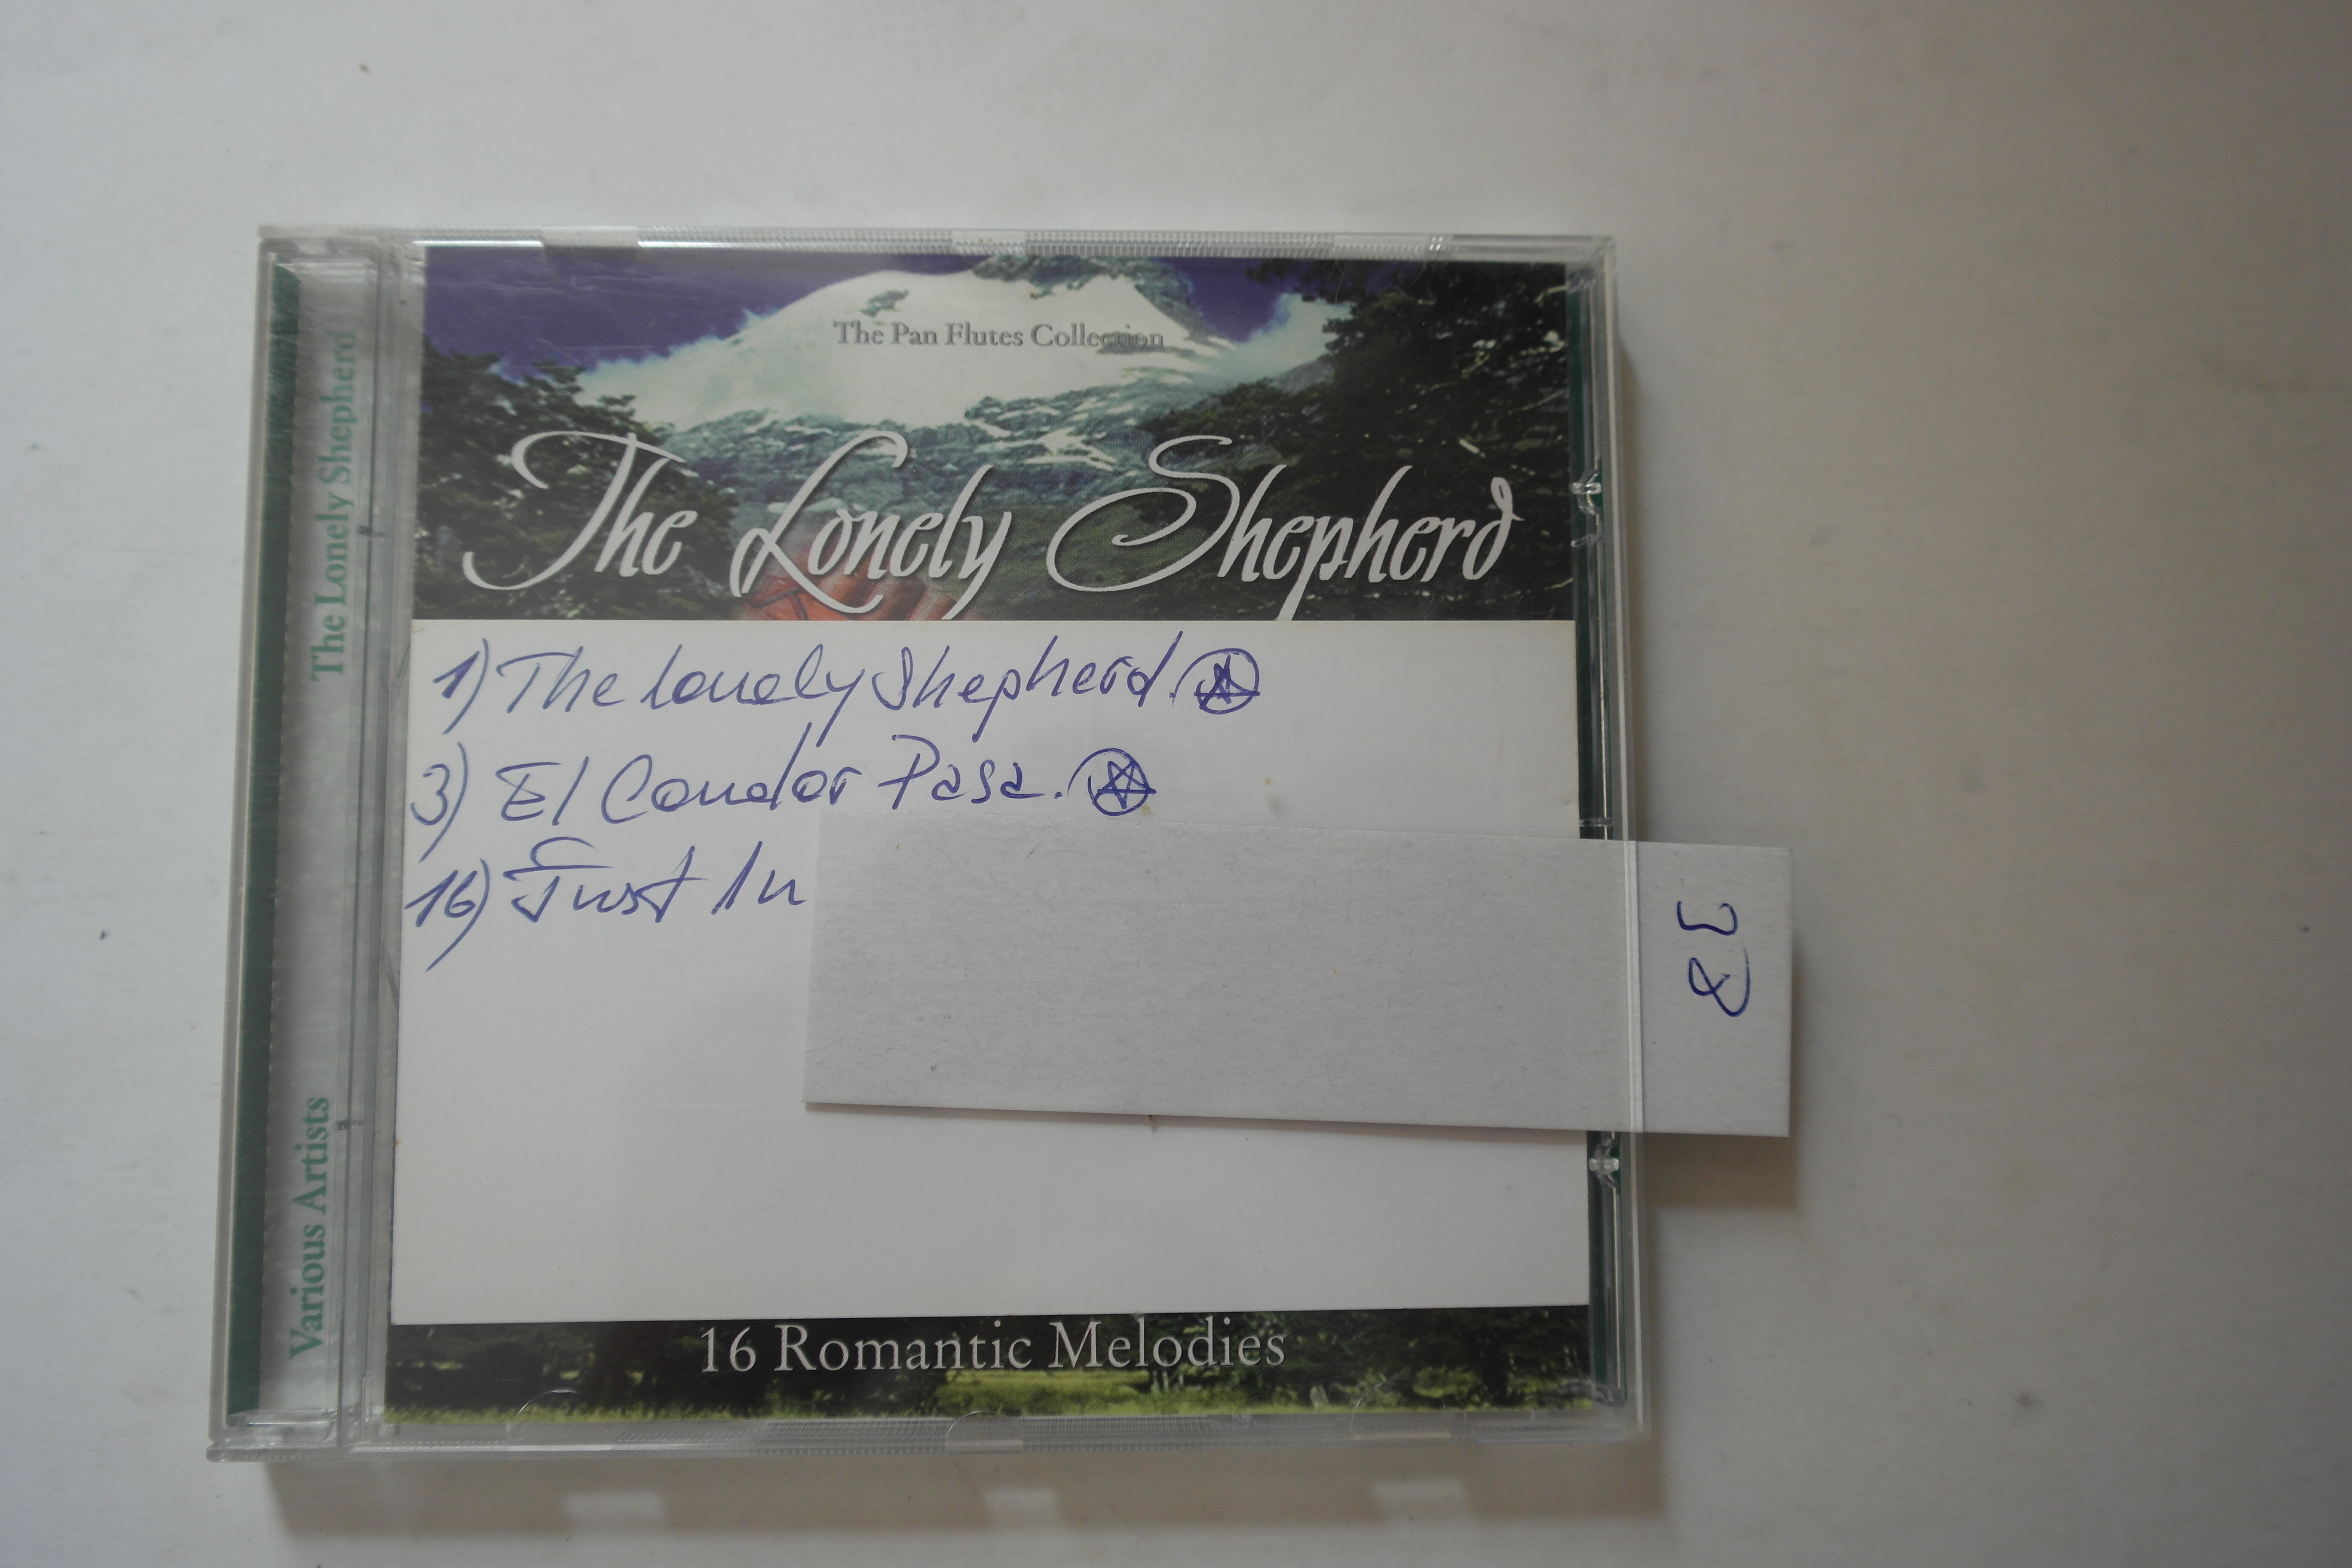 The Pan Flutes Collection
The Lonely Shepherd
1) The lonely Shepherd.
3) El Condor Pasa.
16) Just In
16 Romantic Melodies
The Lonely Shepherd
Various Artists